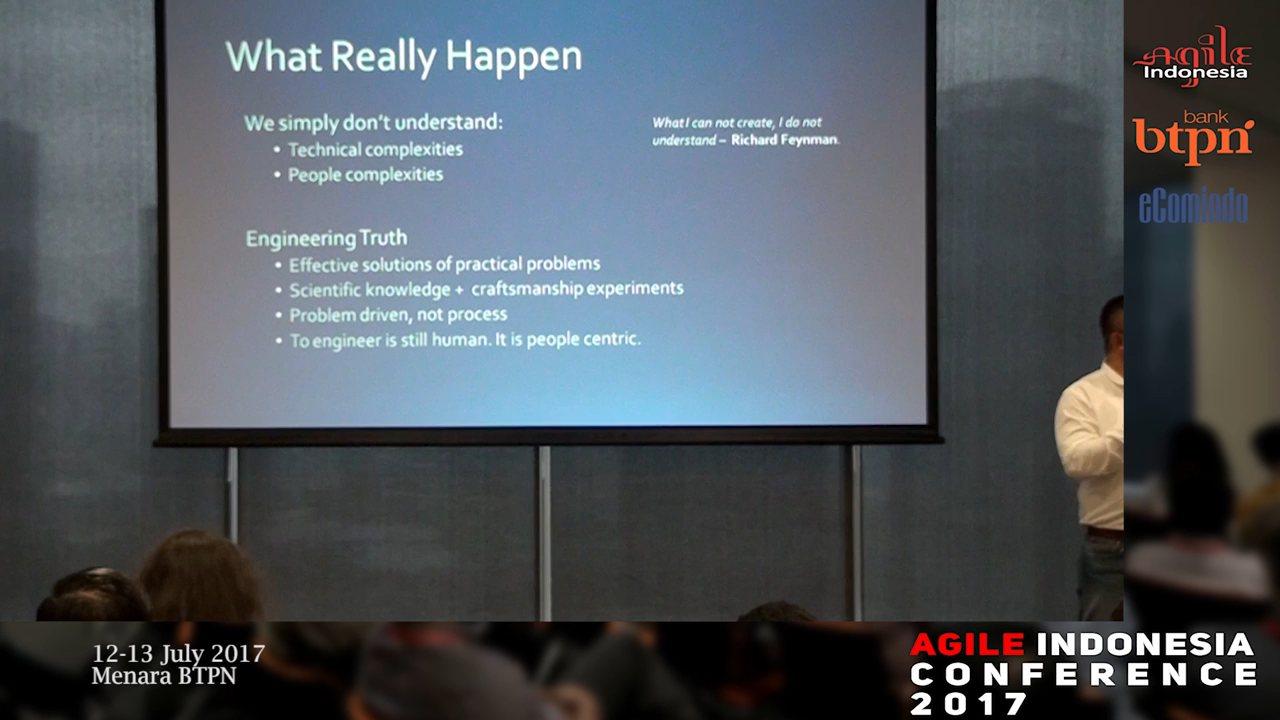 What Really Happen
We simply don't understand:
• Technical complexities
• People complexities
What I can not create, I do not
understand – Richard Feynman.
Engineering Truth
• Effective solutions of practical problems
• Scientific knowledge + craftsmanship experiments
• Problem driven, not process
• To engineer is still human. It is people centric.
agile
Indonesia
bank
btpn
eComindo
12-13 July 2017
Menara BTPN
AGILE INDONESIA
CONFERENCE
2017